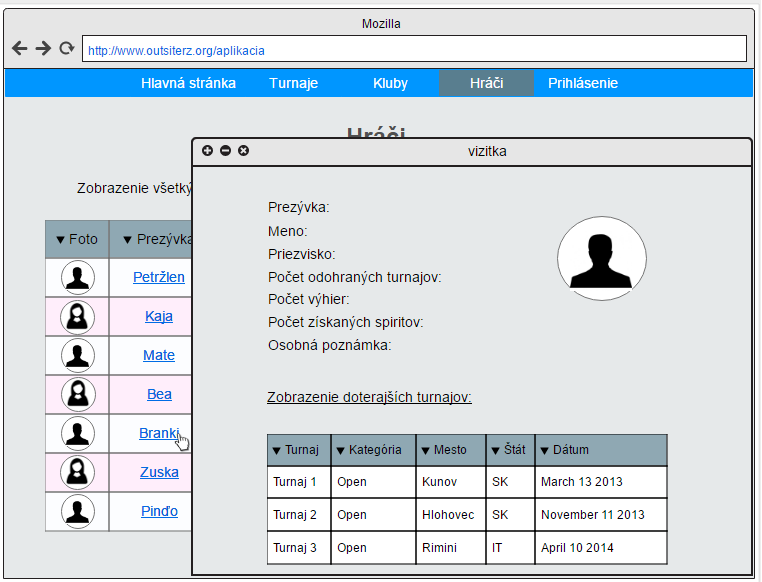 Mozilla
http://www.outsiterz.org/aplikacia
Hlavná stránka Turnaje Kluby Hráči Prihlásenie
Hráči
Zobrazenie všetký
▼ Foto ▼ Prezývka
Petržlen
Kaja
Mate
Bea
Branki
Zuska
Pinďo
vizitka
Prezývka:
Meno:
Priezvisko:
Počet odohraných turnajov:
Počet výhier:
Počet získaných spiritov:
Osobná poznámka:
Zobrazenie doterajších turnajov:
▼ Turnaj ▼ Kategória ▼ Mesto ▼ Štát ▼ Dátum
Turnaj 1 Open Kunov SK March 13 2013
Turnaj 2 Open Hlohovec SK November 11 2013
Turnaj 3 Open Rimini IT April 10 2014